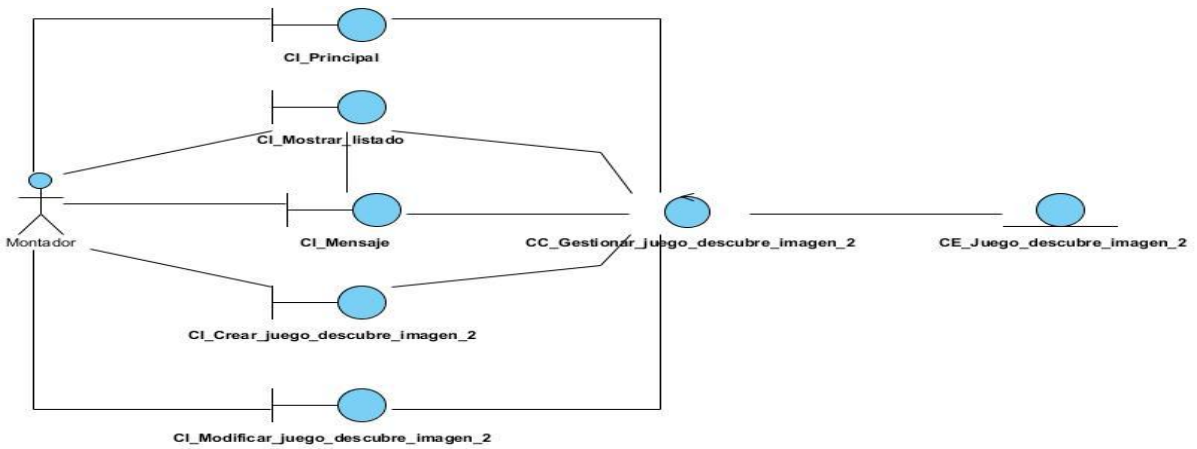 CI_Principal
CI_Mostrar_listado
Montador
CI_Mensaje
CC_Gestionar_juego_descubre_imagen_2
CE_Juego_descubre_imagen_2
CI_Crear_juego_descubre_imagen_2
CI_Modificar_juego_descubre_imagen_2